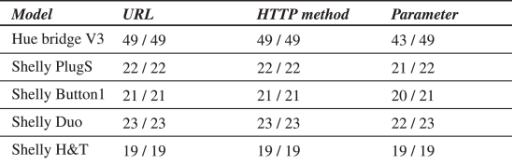 Model URL HTTP method Parameter
Hue bridge V3 49 / 49 49 / 49 43 / 49
Shelly PlugS 22 / 22 22 / 22 21 / 22
Shelly Button1 21 / 21 21 / 21 20 / 21
Shelly Duo 23 / 23 23 / 23 22 / 23
Shelly H&T 19 / 19 19 / 19 19 / 19